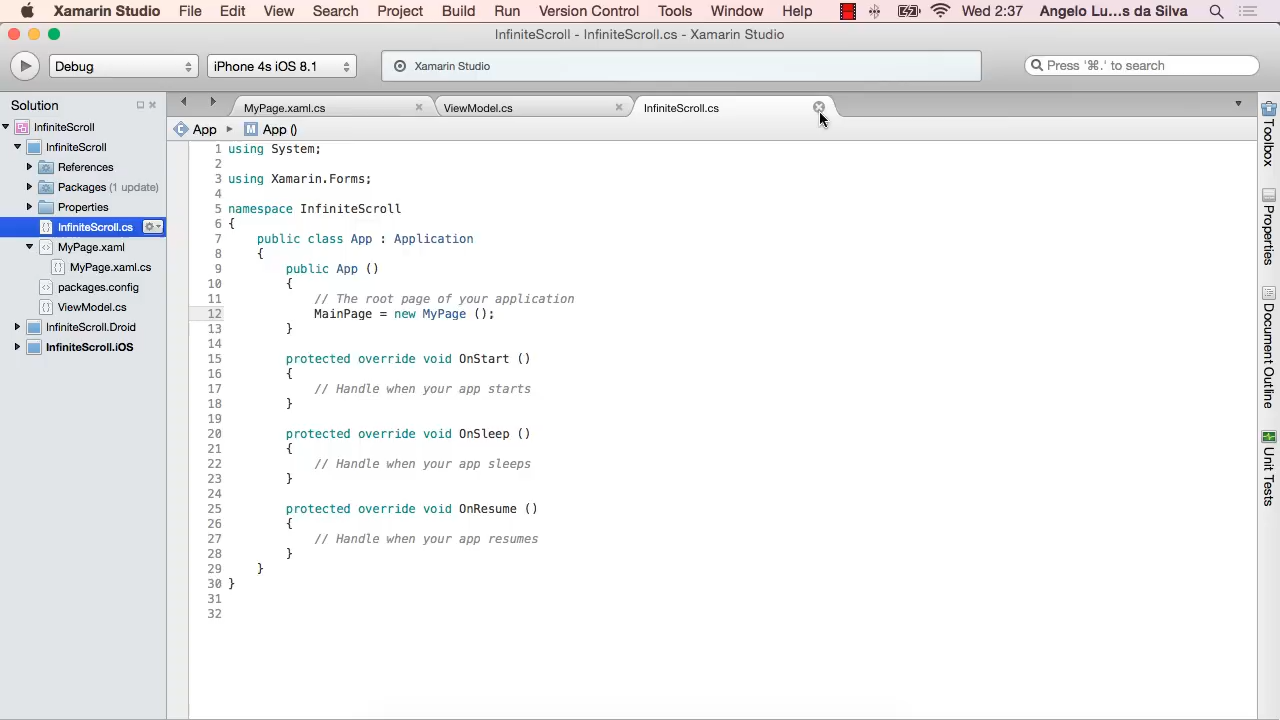 Xamarin Studio File Edit View Search Project Build Run Version Control Tools Window Help Wed 2:37 Angelo Lu...s da Silva
InfiniteScroll - InfiniteScroll.cs - Xamarin Studio
Debug iPhone 4s iOS 8.1 Xamarin Studio Press '⌘.' to search
Solution
InfiniteScroll
InfiniteScroll
References
Packages (1 update)
Properties
InfiniteScroll.cs
MyPage.xaml
MyPage.xaml.cs
packages.config
ViewModel.cs
InfiniteScroll.Droid
InfiniteScroll.iOS
MyPage.xaml.cs ViewModel.cs InfiniteScroll.cs
C App M App ()
1 using System;
2
3 using Xamarin.Forms;
4
5 namespace InfiniteScroll
6 {
7 public class App : Application
8 {
9 public App ()
10 {
11 // The root page of your application
12 MainPage = new MyPage ();
13 }
14
15 protected override void OnStart ()
16 {
17 // Handle when your app starts
18 }
19
20 protected override void OnSleep ()
21 {
22 // Handle when your app sleeps
23 }
24
25 protected override void OnResume ()
26 {
27 // Handle when your app resumes
28 }
29 }
30 }
31
32
Toolbox
Properties
Document Outline
Unit Tests